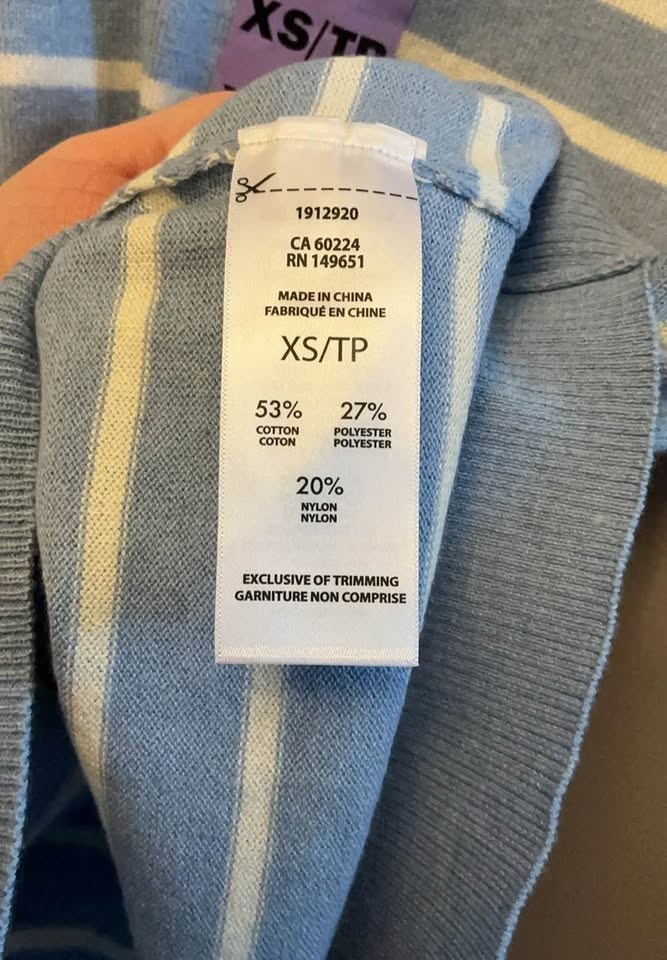 XS/TP
1912920
CA 60224
RN 149651
MADE IN CHINA
FABRIQUÉ EN CHINE
XS/TP
53% 27%
COTTON POLYESTER
COTON POLYESTER
20%
NYLON
NYLON
EXCLUSIVE OF TRIMMING
GARNITURE NON COMPRISE